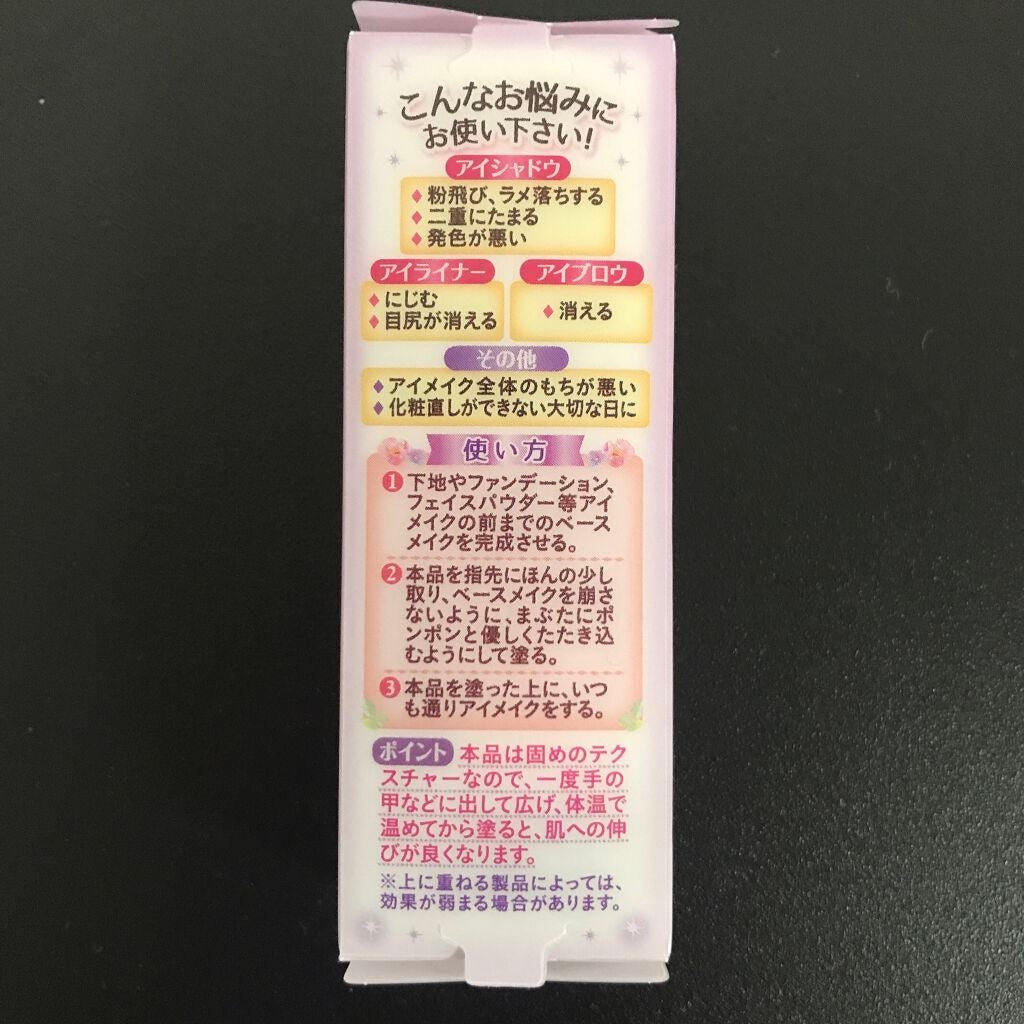 こんなお悩みに
お使い下さい!
アイシャドウ
♦粉飛び、ラメ落ちする
♦二重にたまる
♦発色が悪い
アイライナー
♦にじむ
♦目尻が消える
アイブロウ
♦消える
その他
♦アイメイク全体のもちが悪い
♦化粧直しができない大切な日に
使い方
❶下地やファンデーション、
フェイスパウダー等アイ
メイクの前までのベース
メイクを完成させる。
❷本品を指先にほんの少し
取り、ベースメイクを崩さ
ないように、まぶたにポ
ンポンと優しくたたき込
むようにして塗る。
❸本品を塗った上に、いつ
も通りアイメイクをする。
ポイント 本品は固めのテク
スチャーなので、一度手の
甲などに出して広げ、体温で
温めてから塗ると、肌への伸
びが良くなります。
※上に重ねる製品によっては、
効果が弱まる場合があります。